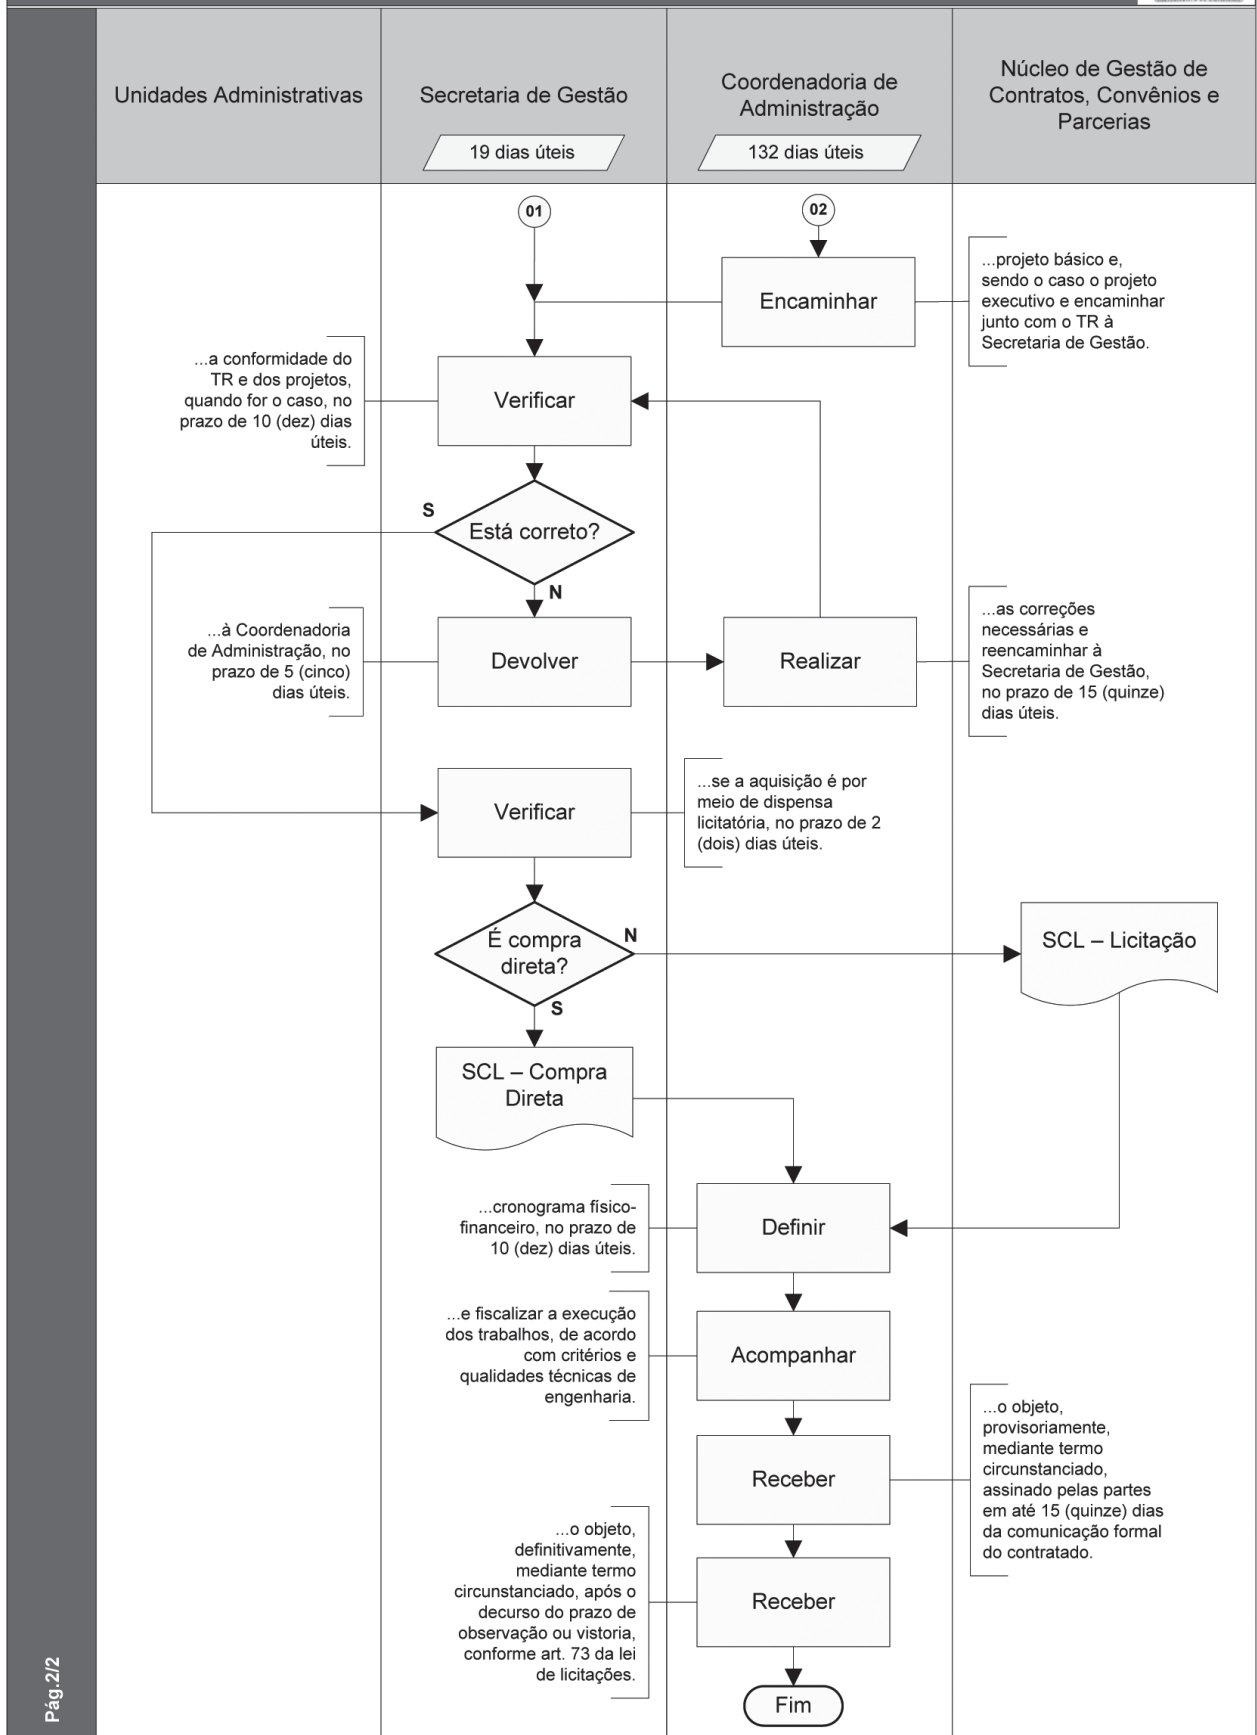 Unidades Administrativas
Secretaria de Gestão
19 dias úteis
Coordenadoria de
Administração
132 dias úteis
Núcleo de Gestão de
Contratos, Convênios e
Parcerias
01
02
Encaminhar
...projeto básico e,
sendo o caso o projeto
executivo e encaminhar
junto com o TR à
Secretaria de Gestão.
...a conformidade do
TR e dos projetos,
quando for o caso, no
prazo de 10 (dez) dias
úteis.
Verificar
S
Está correto?
N
...à Coordenadoria
de Administração, no
prazo de 5 (cinco)
dias úteis.
Devolver
Realizar
...as correções
necessárias e
reencaminhar à
Secretaria de Gestão,
no prazo de 15 (quinze)
dias úteis.
Verificar
...se a aquisição é por
meio de dispensa
licitatória, no prazo de 2
(dois) dias úteis.
É compra
direta?
N
S
SCL – Licitação
SCL – Compra
Direta
...cronograma físico-
financeiro, no prazo de
10 (dez) dias úteis.
Definir
...e fiscalizar a execução
dos trabalhos, de acordo
com critérios e
qualidades técnicas de
engenharia.
Acompanhar
Receber
...o objeto,
provisoriamente,
mediante termo
circunstanciado,
assinado pelas partes
em até 15 (quinze) dias
da comunicação formal
do contratado.
...o objeto,
definitivamente,
mediante termo
circunstanciado, após o
decurso do prazo de
observação ou vistoria,
conforme art. 73 da lei
de licitações.
Receber
Fim
Pág.2/2